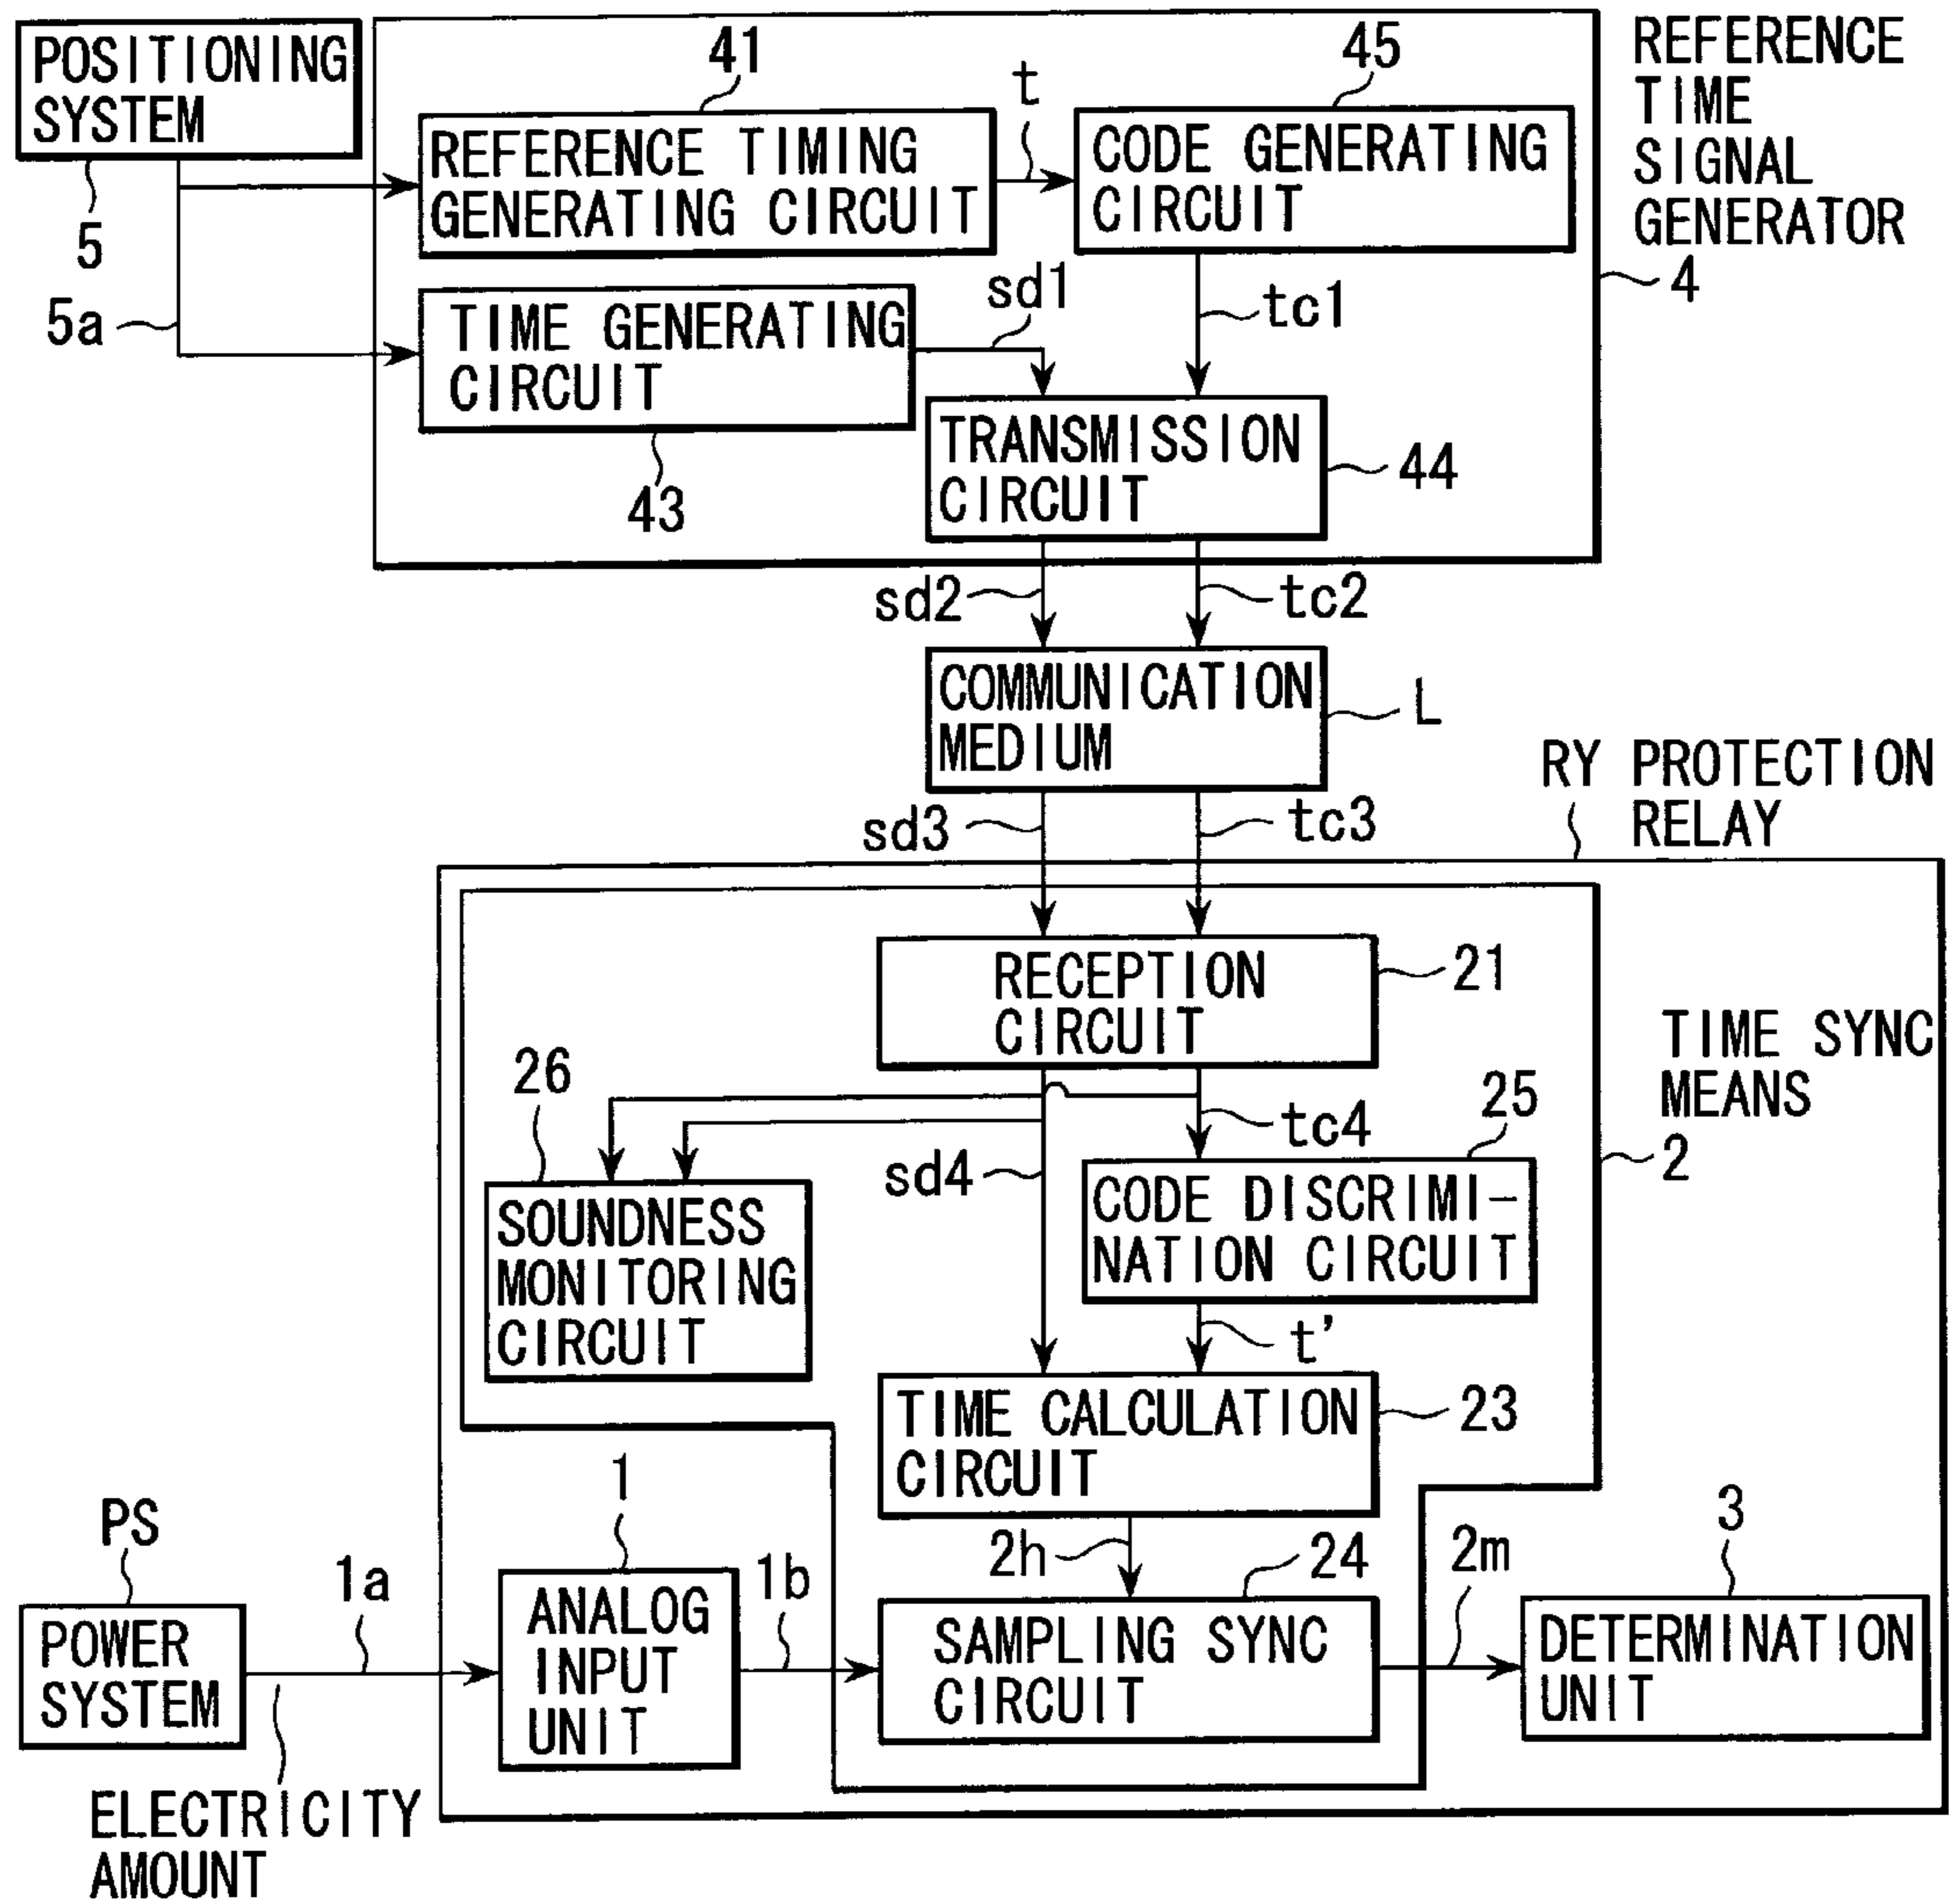 POSITIONING
SYSTEM
5
5a
41
REFERENCE TIMING
GENERATING CIRCUIT
t
45
CODE GENERATING
CIRCUIT
REFERENCE
TIME
SIGNAL
GENERATOR
4
TIME GENERATING
CIRCUIT
43
sd1
tc1
TRANSMISSION
CIRCUIT
44
sd2
tc2
COMMUNICATION
MEDIUM
L
RY PROTECTION
RELAY
sd3
tc3
RECEPTION
CIRCUIT
21
TIME SYNC
MEANS
2
26
SOUNDNESS
MONITORING
CIRCUIT
sd4
tc4
25
CODE DISCRIMI-
NATION CIRCUIT
t'
TIME CALCULATION
CIRCUIT
23
PS
POWER
SYSTEM
1a
ELECTRICITY
AMOUNT
1
ANALOG
INPUT
UNIT
1b
2h
24
SAMPLING SYNC
CIRCUIT
2m
3
DETERMINATION
UNIT